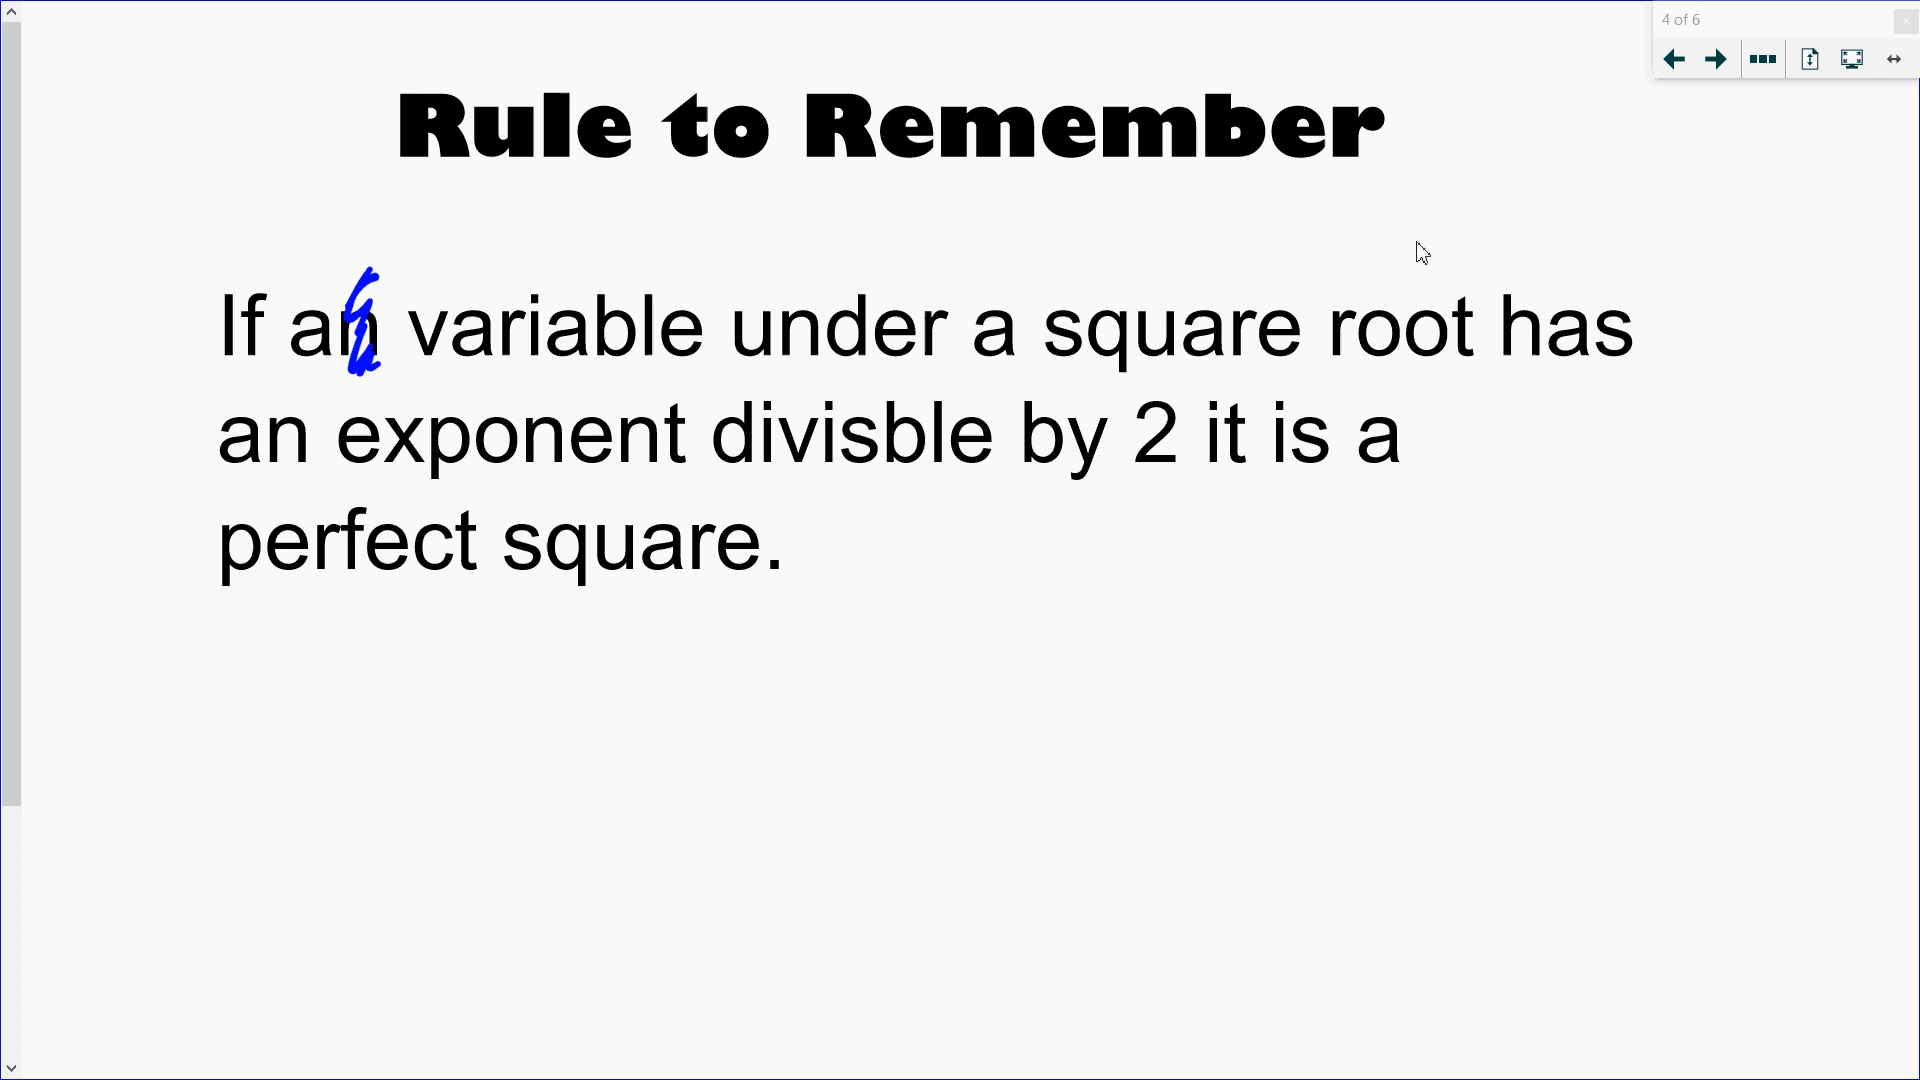 4 of 6
Rule to Remember
If an variable under a square root has
an exponent divisble by 2 it is a
perfect square.